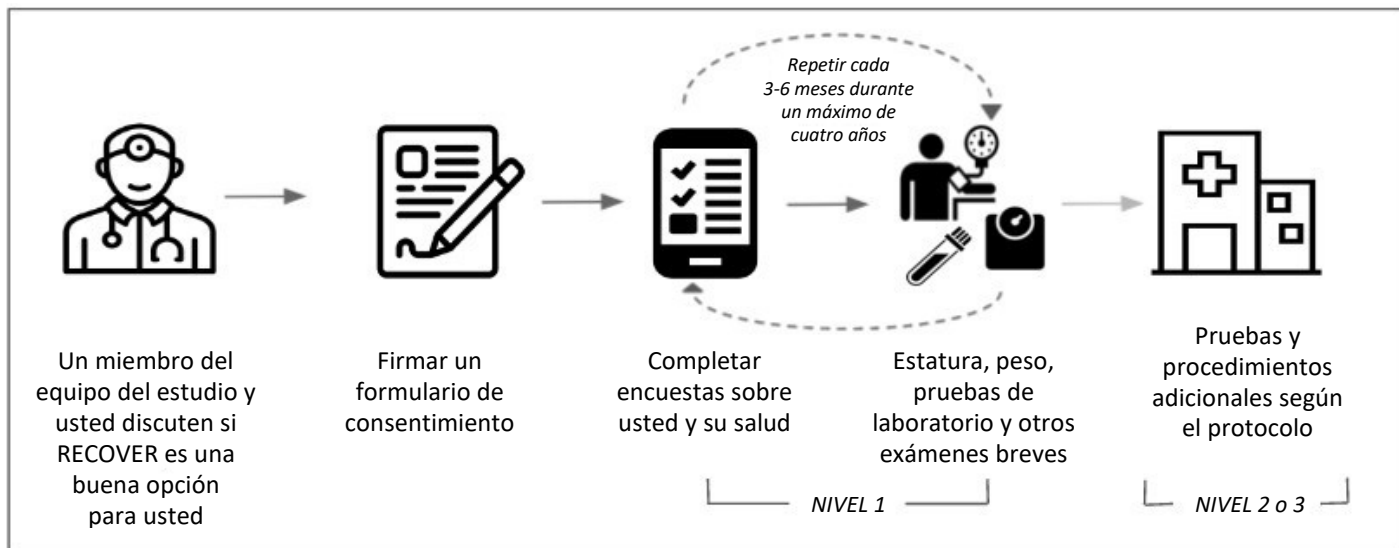 Repetir cada
3-6 meses durante
un máximo de
cuatro años
Un miembro del
equipo del estudio y
usted discuten si
RECOVER es una
buena opción
para usted
Firmar un
formulario de
consentimiento
Completar
encuestas sobre
usted y su salud
Estatura, peso,
pruebas de
laboratorio y otros
exámenes breves
Pruebas y
procedimientos
adicionales según
el protocolo
NIVEL 1
NIVEL 2 o 3